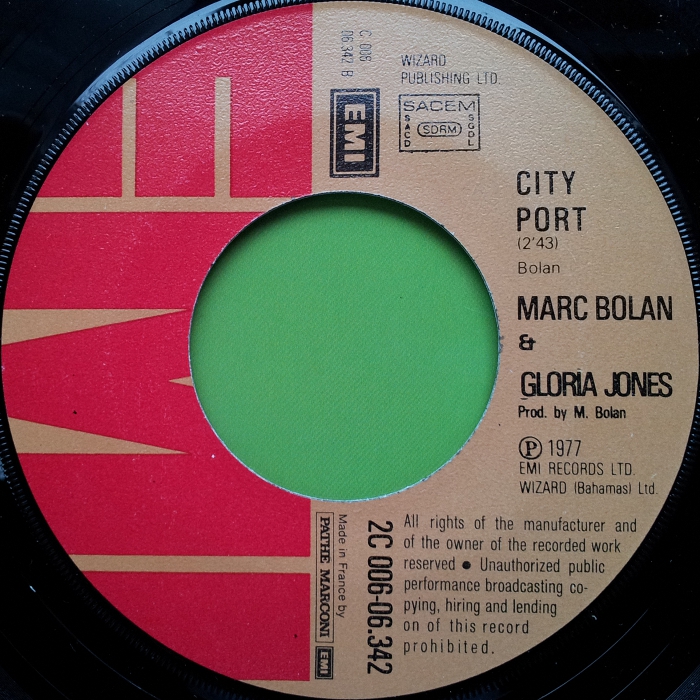 C 006
06.342 B
WIZARD
PUBLISHING LTD.
EMI
SACEM
SACD
SDRM
SGDL
CITY
PORT
(2'43)
Bolan
MARC BOLAN
&
GLORIA JONES
Prod. by M. Bolan
Ⓟ 1977
EMI RECORDS LTD.
WIZARD (Bahamas) Ltd.
All rights of the manufacturer and
of the owner of the recorded work
reserved ● Unauthorized public
performance broadcasting co-
pying, hiring and lending
on of this record
prohibited.
2C 006-06.342
Made in France by
PATHE MARCONI EMI
EMI